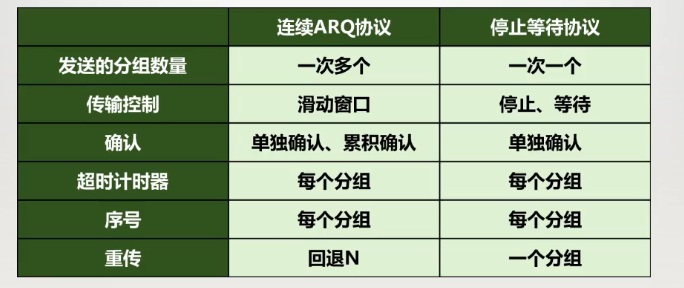 连续ARQ协议 停止等待协议
发送的分组数量 一次多个 一次一个
传输控制 滑动窗口 停止、等待
确认 单独确认、累积确认 单独确认
超时计时器 每个分组 每个分组
序号 每个分组 每个分组
重传 回退N 一个分组